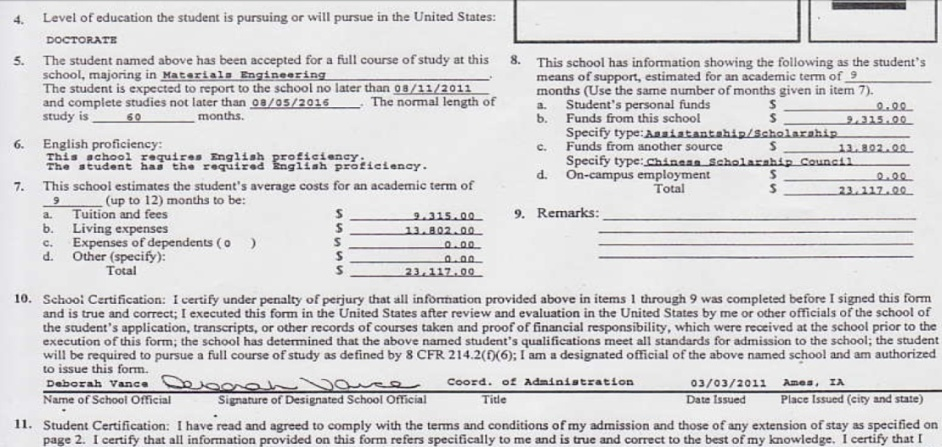 4. Level of education the student is pursuing or will pursue in the United States:
DOCTORATE
5. The student named above has been accepted for a full course of study at this
school, majoring in Materials Engineering.
The student is expected to report to the school no later than 08/11/2011
and complete studies not later than 08/05/2016. The normal length of
study is 60 months.
6. English proficiency:
This school requires English proficiency.
The student has the required English proficiency.
7. This school estimates the student's average costs for an academic term of
9 (up to 12) months to be:
a. Tuition and fees $ 9,315.00
b. Living expenses $ 13,802.00
c. Expenses of dependents (0 ) $ 0.00
d. Other (specify): $ 0.00
Total $ 23,117.00
8. This school has information showing the following as the student's
means of support, estimated for an academic term of 9
months (Use the same number of months given in item 7).
a. Student's personal funds $ 0.00
b. Funds from this school $ 9,315.00
Specify type: Assistantship/Scholarship
c. Funds from another source $ 13,802.00
Specify type: Chinese Scholarship Council
d. On-campus employment $ 0.00
Total $ 23,117.00
9. Remarks:
10. School Certification: I certify under penalty of perjury that all information provided above in items 1 through 9 was completed before I signed this form
and is true and correct; I executed this form in the United States after review and evaluation in the United States by me or other officials of the school of
the student's application, transcripts, or other records of courses taken and proof of financial responsibility, which were received at the school prior to the
execution of this form; the school has determined that the above named student's qualifications meet all standards for admission to the school; the student
will be required to pursue a full course of study as defined by 8 CFR 214.2(f)(6); I am a designated official of the above named school and am authorized
to issue this form.
Deborah Vance Deborah Vance Coord. of Administration 03/03/2011 Ames, IA
Name of School Official Signature of Designated School Official Title Date Issued Place Issued (city and state)
11. Student Certification: I have read and agreed to comply with the terms and conditions of my admission and those of any extension of stay as specified on
page 2. I certify that all information provided on this form refers specifically to me and is true and correct to the best of my knowledge. I certify that I